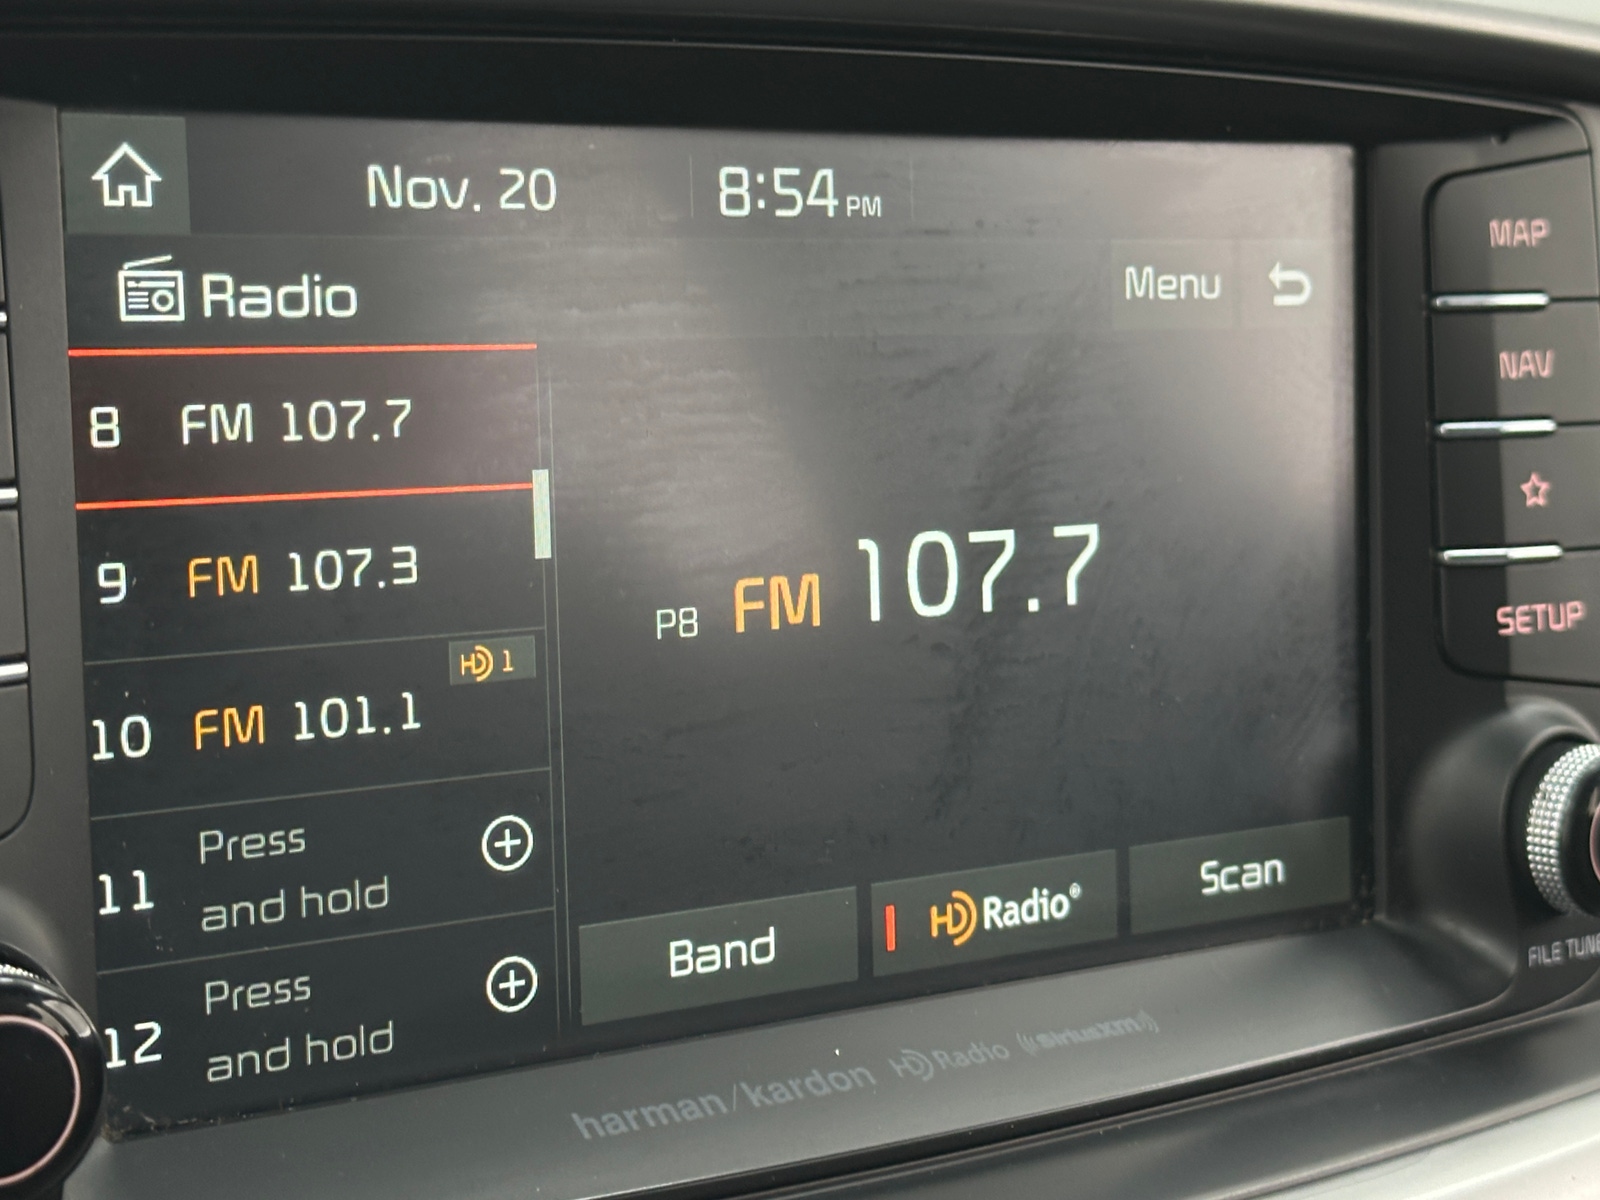 Nov. 20 8:54 PM
Radio
Menu
8 FM 107.7
9 FM 107.3
HD 1
10 FM 101.1
11 Press and hold
12 Press and hold
P8 FM 107.7
Band
HD Radio®
Scan
MAP
NAV
SETUP
FILE TUNE
harman/kardon HD Radio ((SiriusXM))